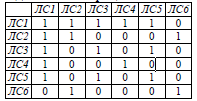 ЛС1 ЛС2 ЛС3 ЛС4 ЛС5 ЛС6
ЛС1 1 1 1 1 1 0
ЛС2 1 1 0 0 0 1
ЛС3 1 0 1 0 1 0
ЛС4 1 0 0 1 0 0
ЛС5 1 0 1 0 1 0
ЛС6 0 1 0 0 0 1